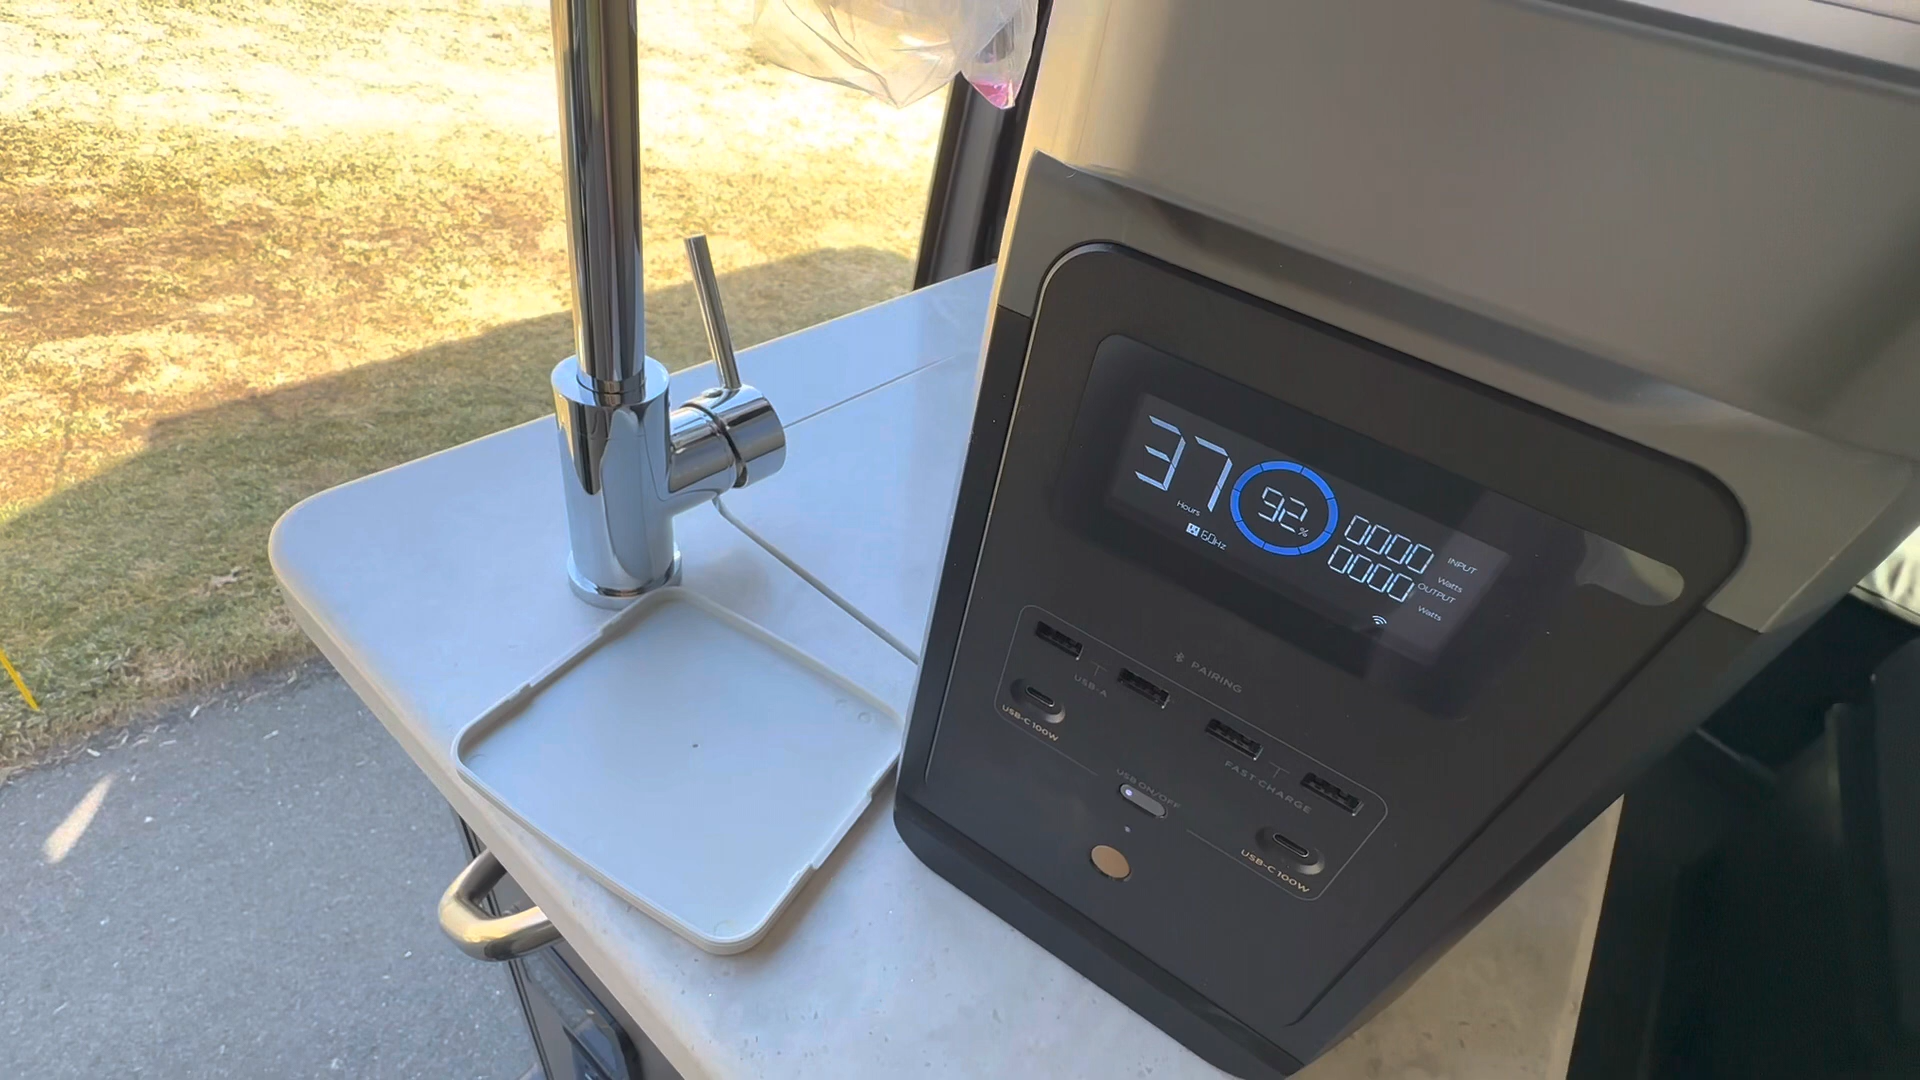 37 Hours
92 %
60Hz
0000 INPUT Watts
0000 OUTPUT Watts
PAIRING
USB-A
USB-C 100W
FAST CHARGE
USB ON/OFF
USB-C 100W